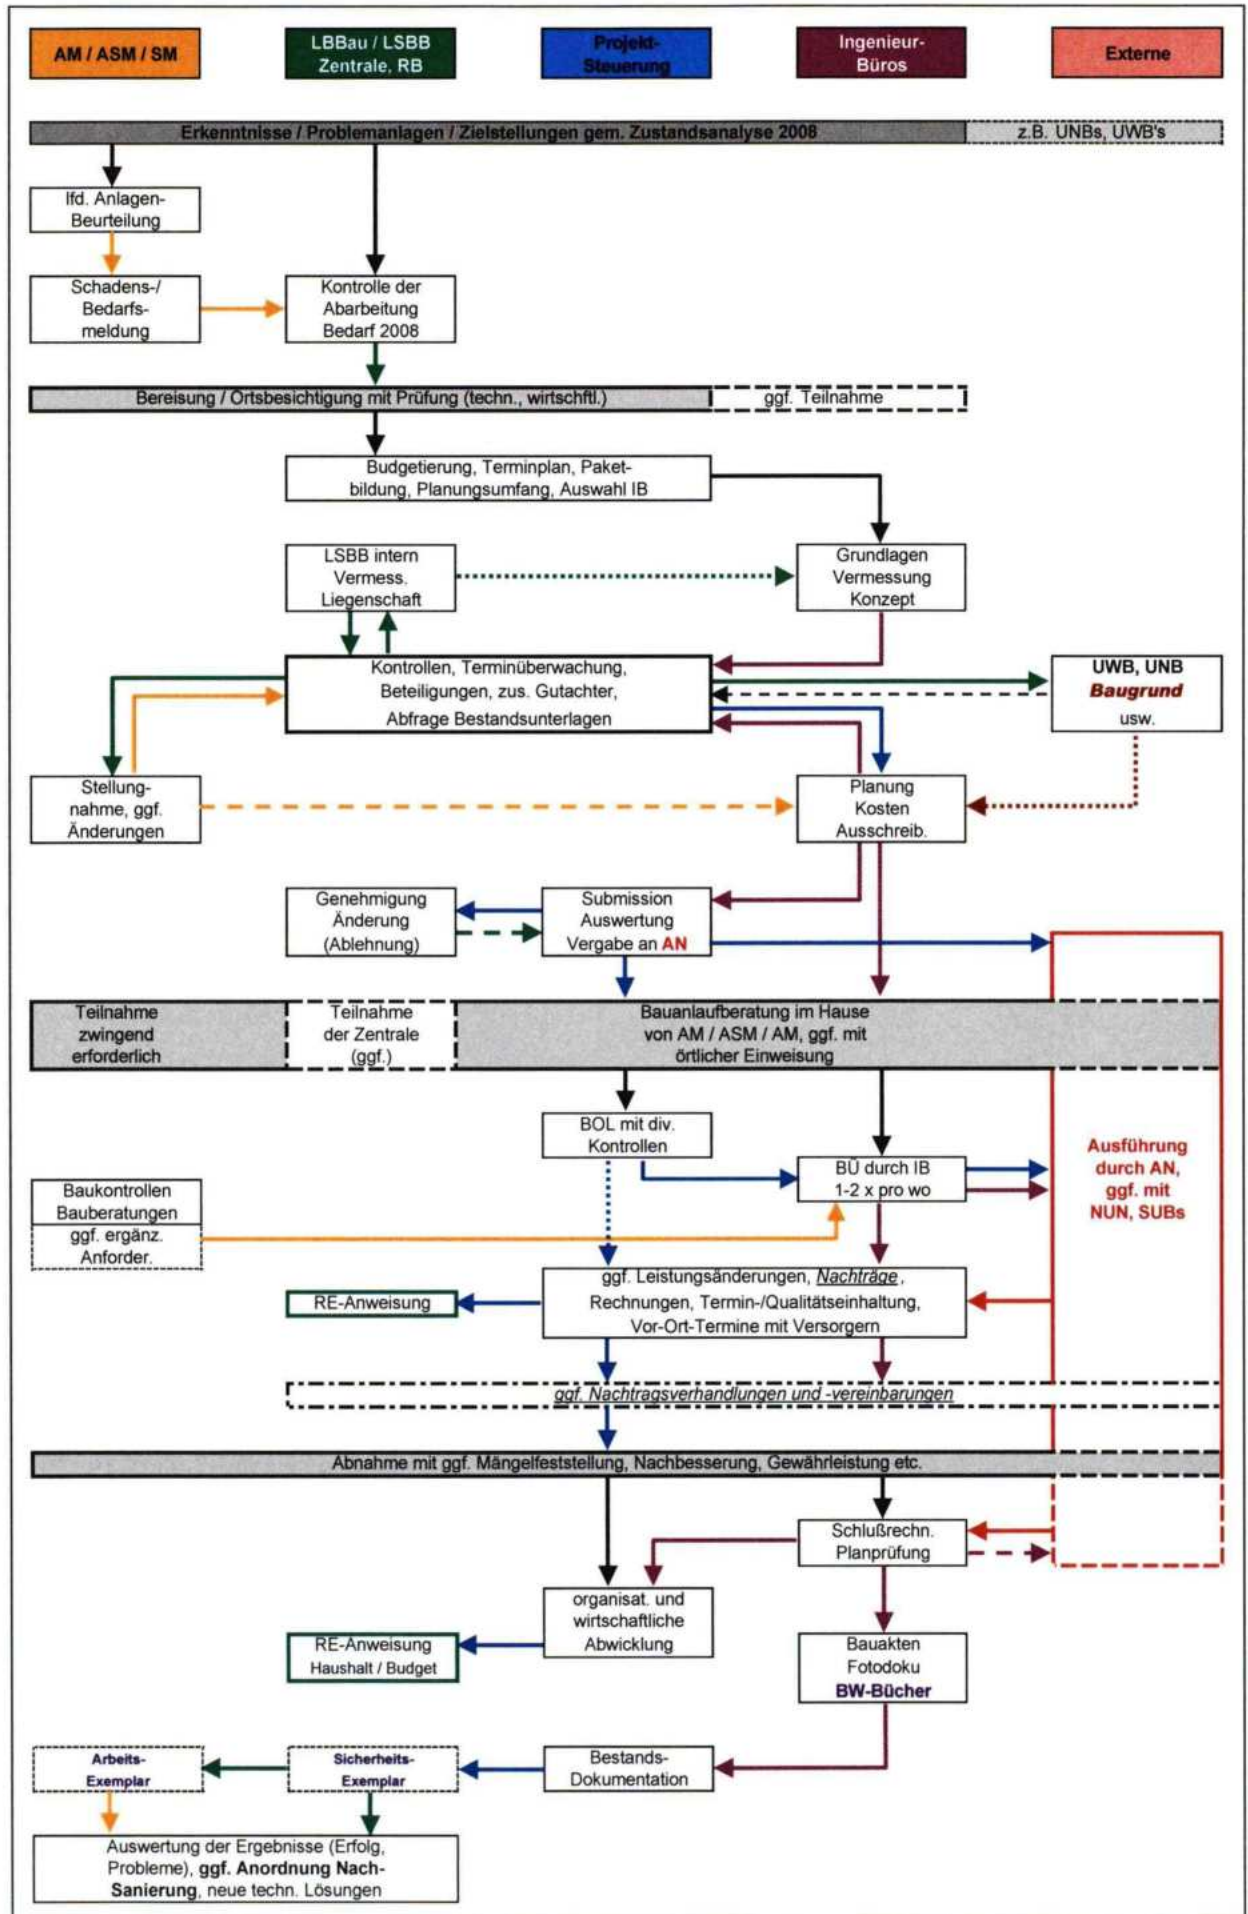 AM / ASM / SM
LBBau / LSBB
Zentrale, RB
Projekt-
Steuerung
Ingenieur-
Büros
Externe
Erkenntnisse / Problemanlagen / Zielstellungen gem. Zustandsanalyse 2008
z.B. UNBs, UWB's
lfd. Anlagen-
Beurteilung
Schadens-/
Bedarfs-
meldung
Kontrolle der
Abarbeitung
Bedarf 2008
Bereisung / Ortsbesichtigung mit Prüfung (techn., wirtschftl.)
ggf. Teilnahme
Budgetierung, Terminplan, Paket-
bildung, Planungsumfang, Auswahl IB
LSBB intern
Vermess.
Liegenschaft
Grundlagen
Vermessung
Konzept
Kontrollen, Terminüberwachung,
Beteiligungen, zus. Gutachter,
Abfrage Bestandsunterlagen
UWB, UNB
Baugrund
usw.
Stellung-
nahme, ggf.
Änderungen
Planung
Kosten
Ausschreib.
Genehmigung
Änderung
(Ablehnung)
Submission
Auswertung
Vergabe an AN
Teilnahme
zwingend
erforderlich
Teilnahme
der Zentrale
(ggf.)
Bauanlaufberatung im Hause
von AM / ASM / AM, ggf. mit
örtlicher Einweisung
BOL mit div.
Kontrollen
BÜ durch IB
1-2 x pro wo
Ausführung
durch AN,
ggf. mit
NUN, SUBs
Baukontrollen
Bauberatungen
ggf. ergänz.
Anforder.
RE-Anweisung
ggf. Leistungsänderungen, Nachträge,
Rechnungen, Termin-/Qualitätseinhaltung,
Vor-Ort-Termine mit Versorgern
ggf. Nachtragsverhandlungen und -vereinbarungen
Abnahme mit ggf. Mängelfeststellung, Nachbesserung, Gewährleistung etc.
Schlußrechn.
Planprüfung
organisat. und
wirtschaftliche
Abwicklung
RE-Anweisung
Haushalt / Budget
Bauakten
Fotodoku
BW-Bücher
Arbeits-
Exemplar
Sicherheits-
Exemplar
Bestands-
Dokumentation
Auswertung der Ergebnisse (Erfolg,
Probleme), ggf. Anordnung Nach-
Sanierung, neue techn. Lösungen